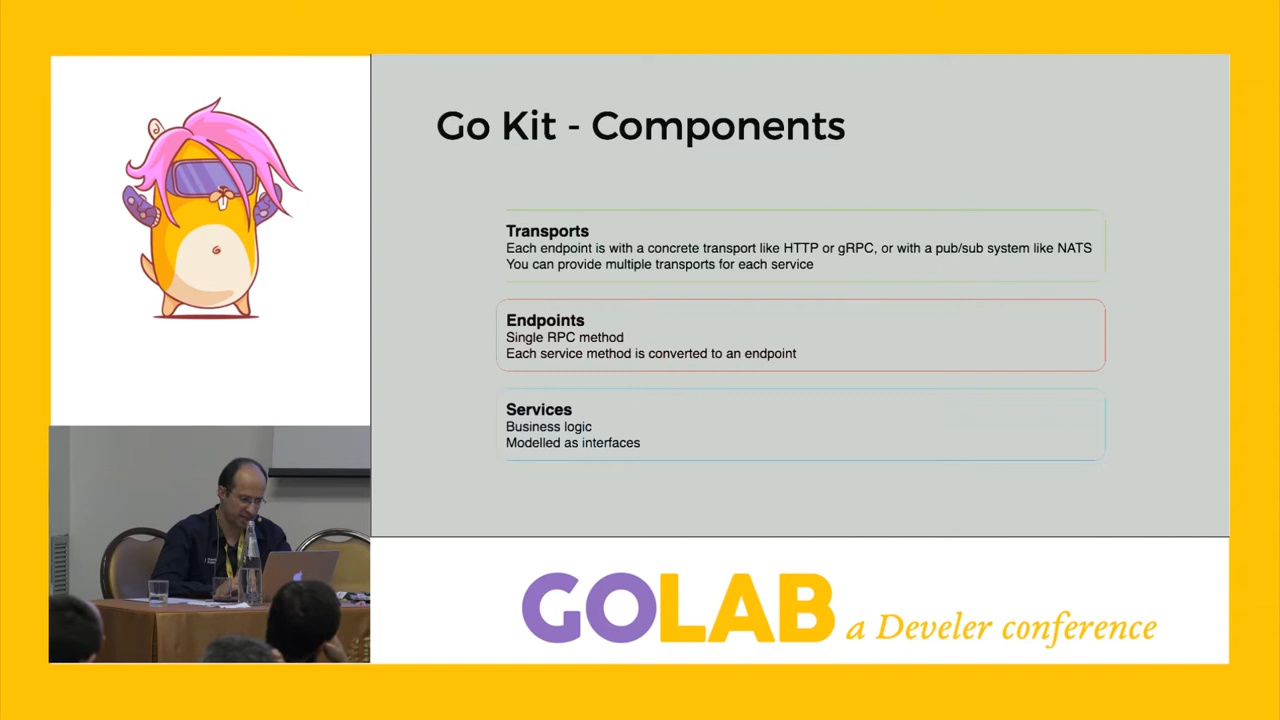 Go Kit - Components
Transports
Each endpoint is with a concrete transport like HTTP or gRPC, or with a pub/sub system like NATS
You can provide multiple transports for each service
Endpoints
Single RPC method
Each service method is converted to an endpoint
Services
Business logic
Modelled as interfaces
GOLAB a Develer conference